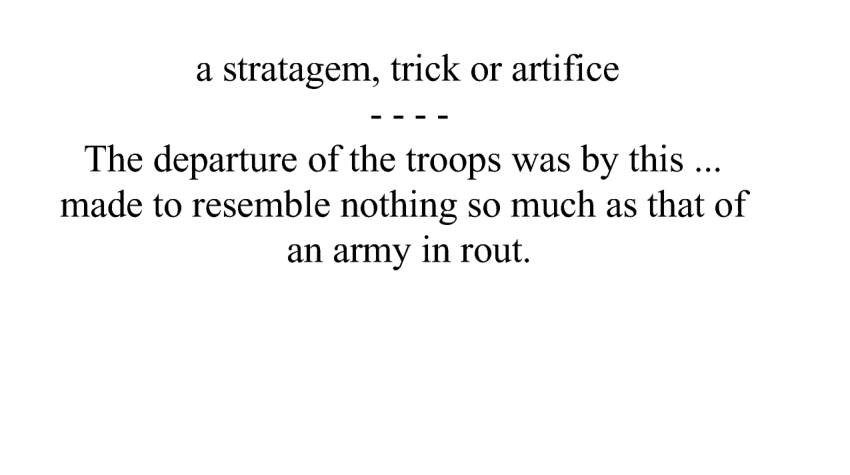 a stratagem, trick or artifice
- - - -
The departure of the troops was by this ...
made to resemble nothing so much as that of
an army in rout.